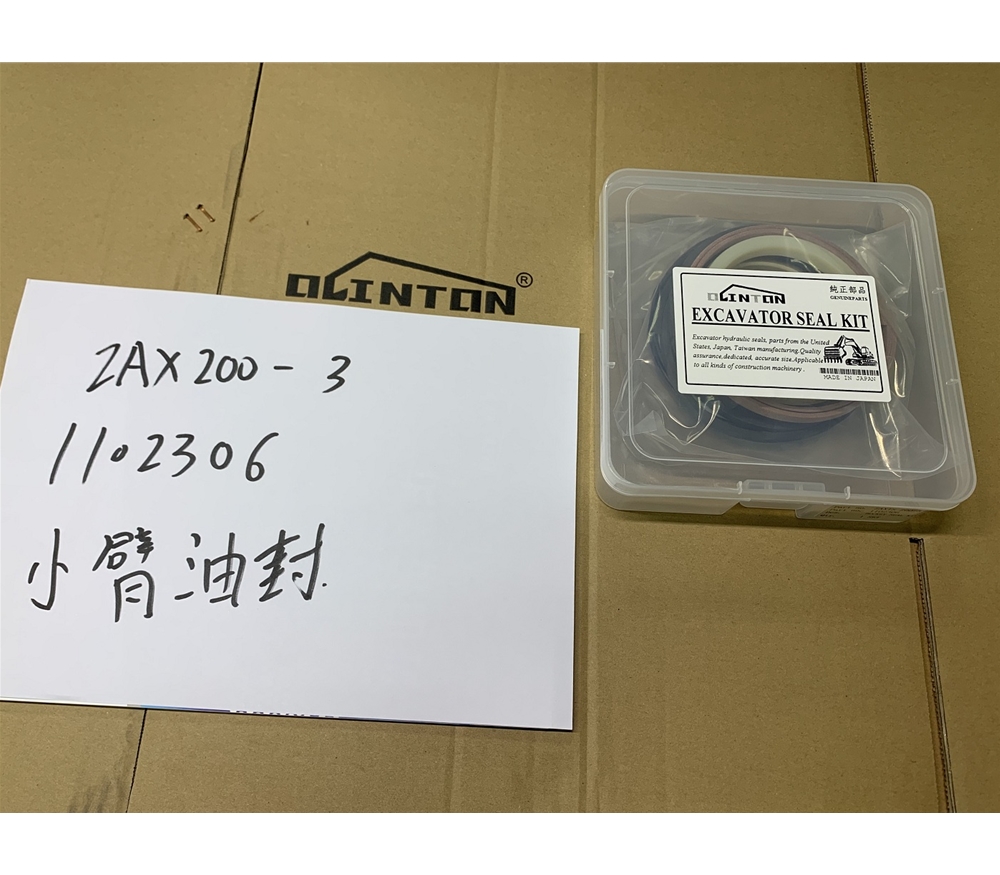 OLINTON®
ZAX200-3
1102306
小臂油封.
OLINTON
純正部品
GENUINEPARTS
EXCAVATOR SEAL KIT
Excavator hydraulic seals, parts from the United
States, Japan, Taiwan manufacturing.Quality
assurance,dedicated, accurate size.Applicable
to all kinds of construction machinery .
MADE IN JAPAN